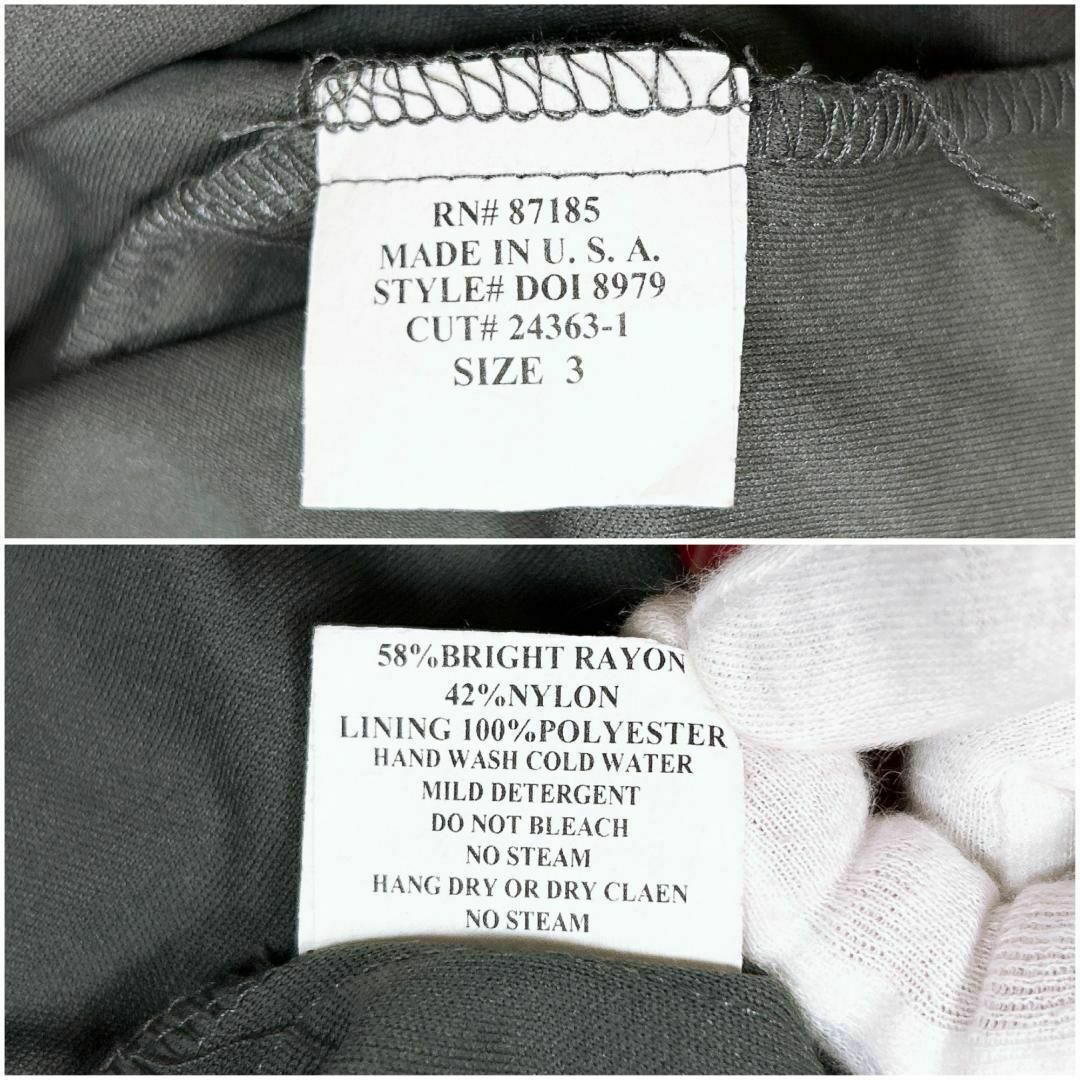 RN# 87185
MADE IN U. S. A.
STYLE# DOI 8979
CUT# 24363-1
SIZE 3
58%BRIGHT RAYON
42%NYLON
LINING 100%POLYESTER
HAND WASH COLD WATER
MILD DETERGENT
DO NOT BLEACH
NO STEAM
HANG DRY OR DRY CLAEN
NO STEAM